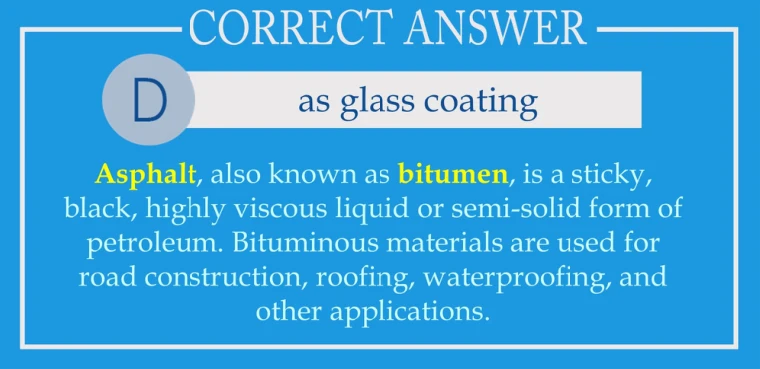 CORRECT ANSWER
D
as glass coating
Asphalt, also known as bitumen, is a sticky,
black, highly viscous liquid or semi-solid form of
petroleum. Bituminous materials are used for
road construction, roofing, waterproofing, and
other applications.